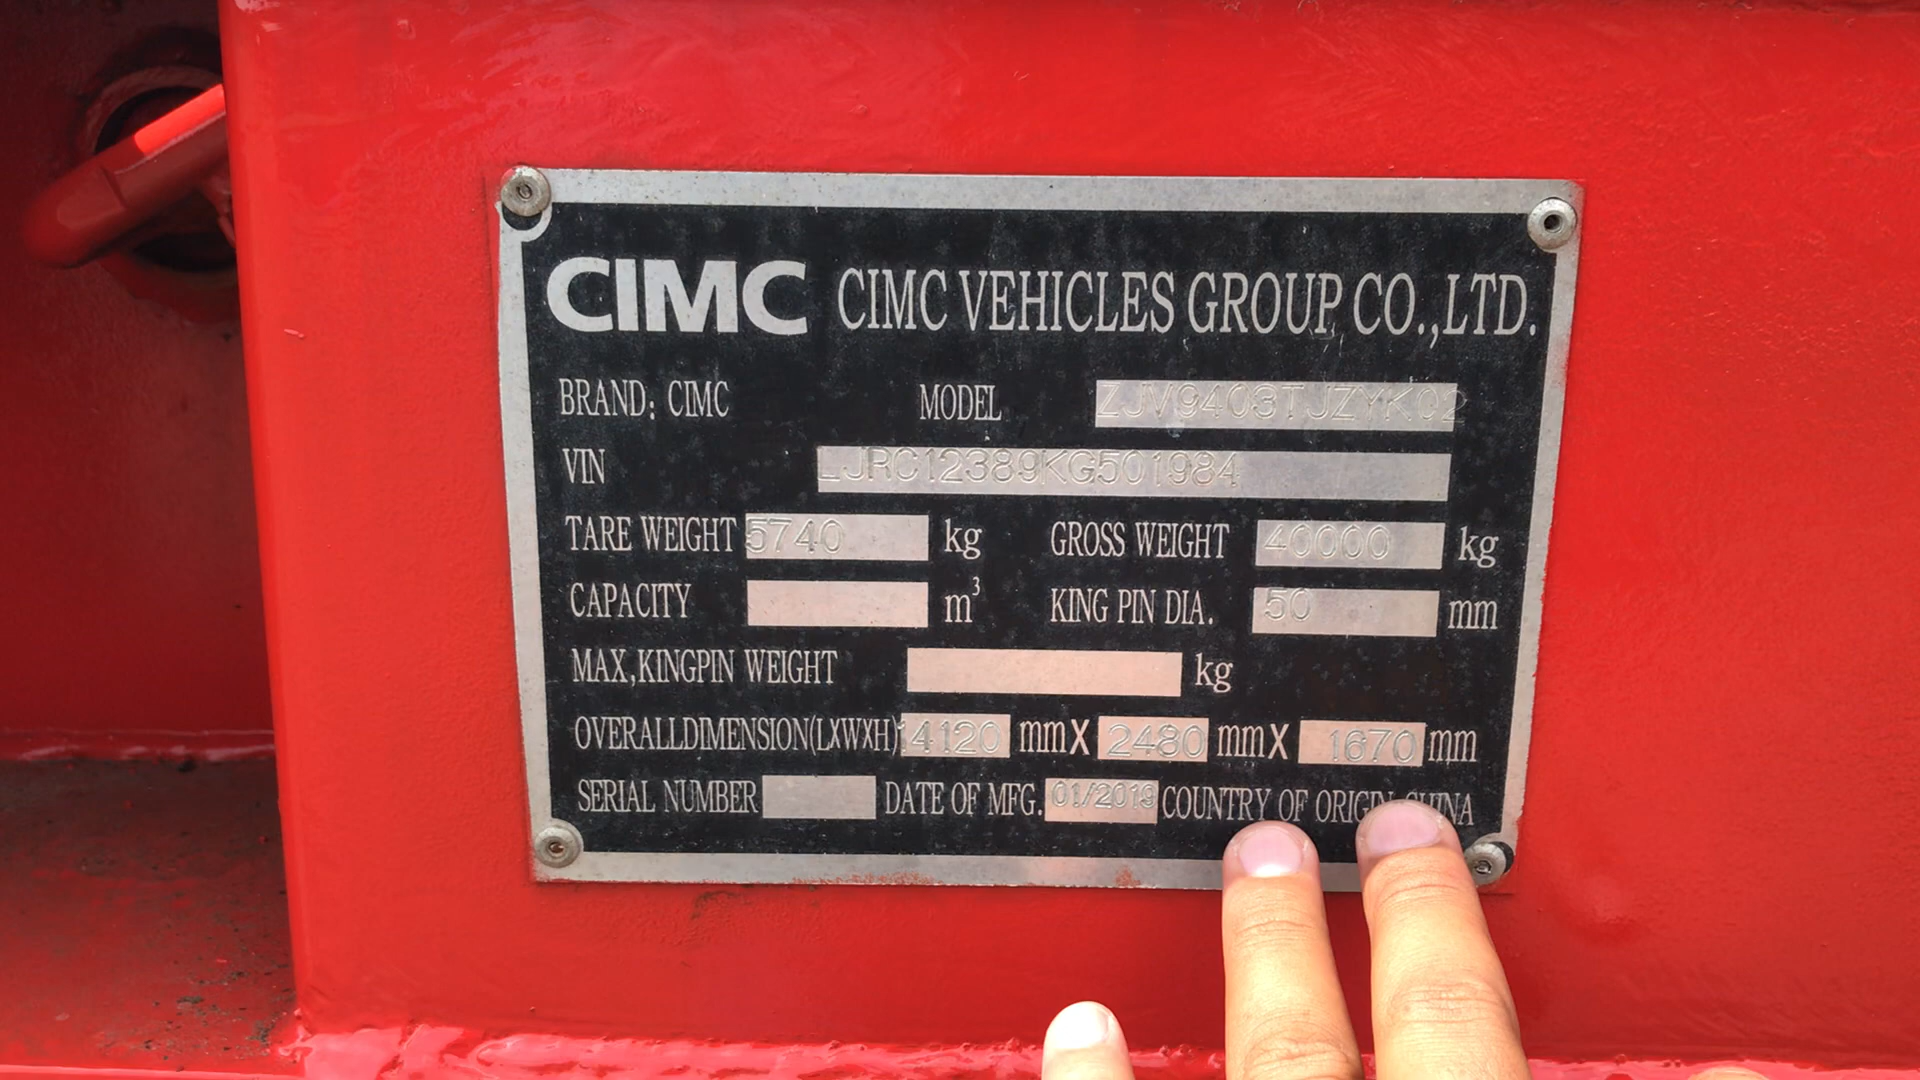 CIMC CIMC VEHICLES GROUP CO.,LTD.
BRAND: CIMC MODEL ZJV9403TJZYK02
VIN LJRC12389KG501984
TARE WEIGHT 5740 kg GROSS WEIGHT 40000 kg
CAPACITY m³ KING PIN DIA. 50 mm
MAX,KINGPIN WEIGHT kg
OVERALLDIMENSION(LXWXH) 14120 mmX 2480 mmX 1670 mm
SERIAL NUMBER DATE OF MFG. 01/2019 COUNTRY OF ORIGIN CHINA